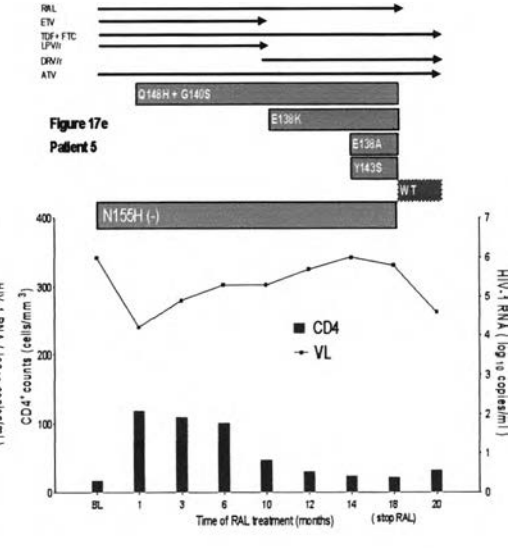 RAL
ETV
TDF+ FTC
LPV/r
DRV/r
ATV
Q148H + G140S
Figure 17e
E138K
Patient 5
E138A
Y143S
WT
N155H (-)
400
300
200
100
0
CD4+ counts (cells/mm3)
7
6
5
4
3
2
1
0
HIV-1 RNA (log10 copies/ml)
CD4
VL
BL 1 3 6 10 12 14 18 20
Time of RAL treatment (months) (stop RAL)